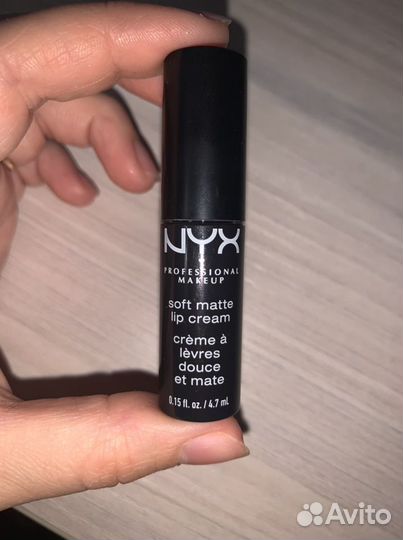 NYX
PROFESSIONAL
MAKEUP
soft matte
lip cream
crème à
lèvres
douce
et mate
0.15 fl. oz. / 4.7 mL
Avito